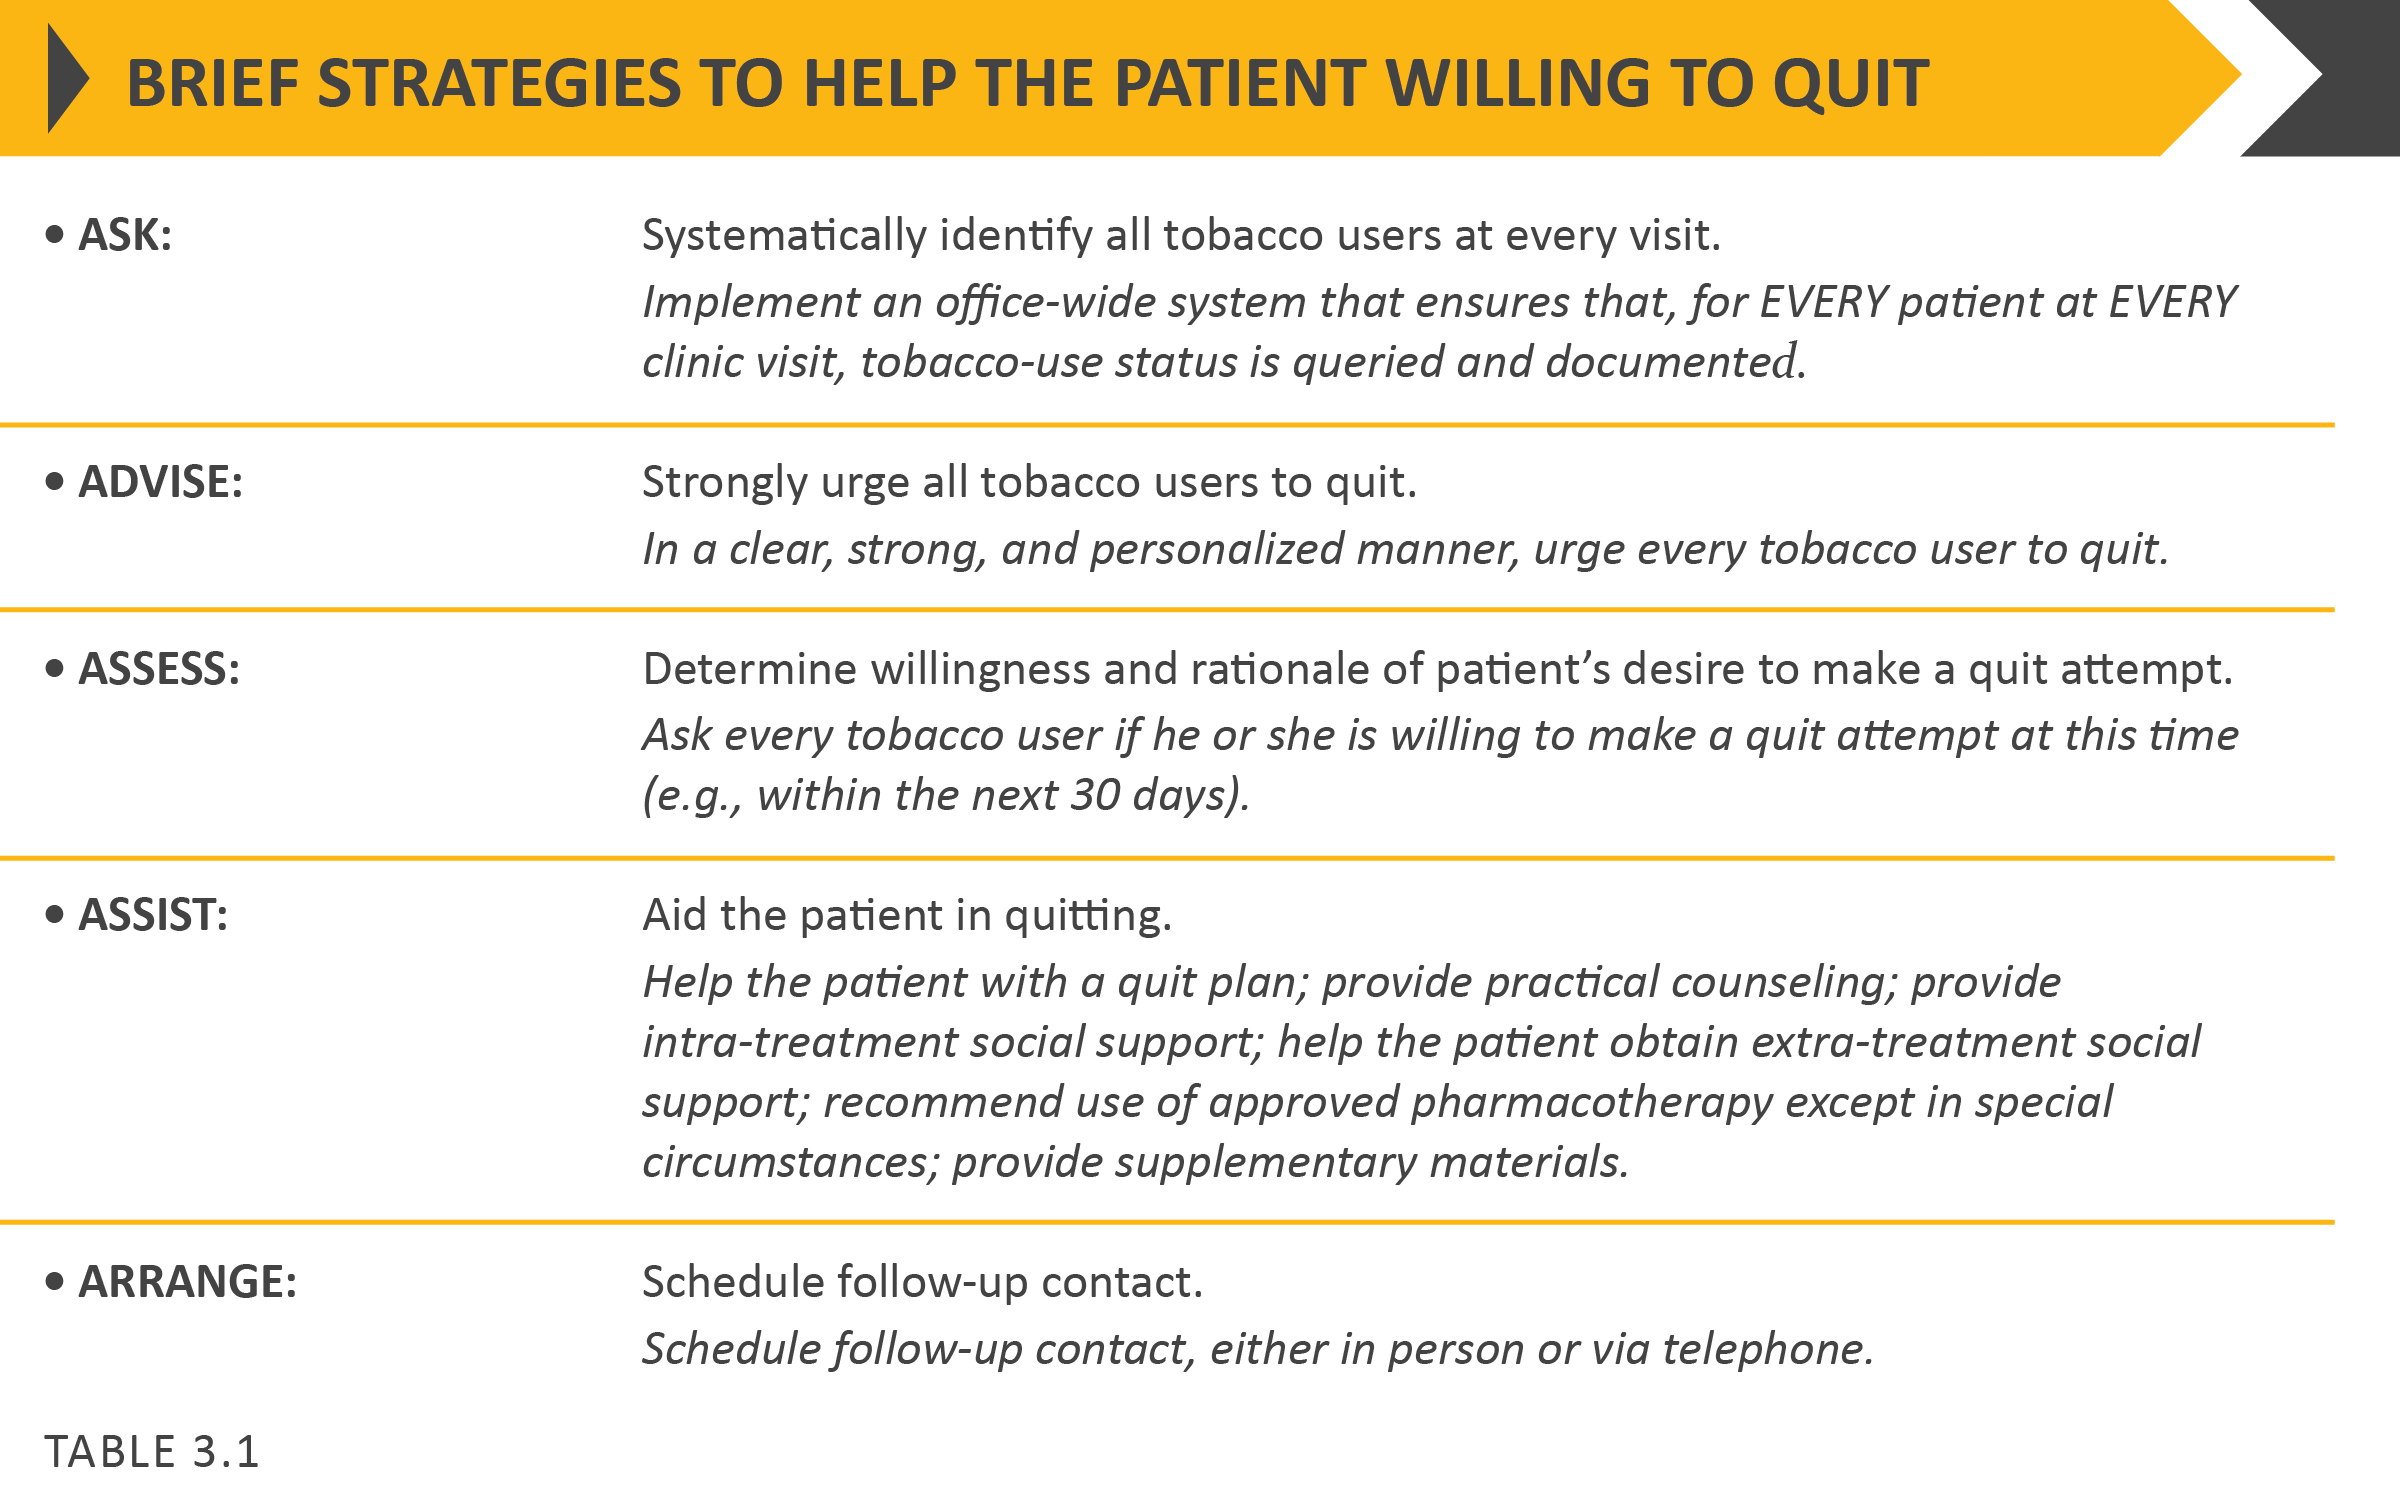 BRIEF STRATEGIES TO HELP THE PATIENT WILLING TO QUIT
• ASK:
Systematically identify all tobacco users at every visit.
Implement an office-wide system that ensures that, for EVERY patient at EVERY
clinic visit, tobacco-use status is queried and documented.
• ADVISE:
Strongly urge all tobacco users to quit.
In a clear, strong, and personalized manner, urge every tobacco user to quit.
• ASSESS:
Determine willingness and rationale of patient’s desire to make a quit attempt.
Ask every tobacco user if he or she is willing to make a quit attempt at this time
(e.g., within the next 30 days).
• ASSIST:
Aid the patient in quitting.
Help the patient with a quit plan; provide practical counseling; provide
intra-treatment social support; help the patient obtain extra-treatment social
support; recommend use of approved pharmacotherapy except in special
circumstances; provide supplementary materials.
• ARRANGE:
Schedule follow-up contact.
Schedule follow-up contact, either in person or via telephone.
TABLE 3.1